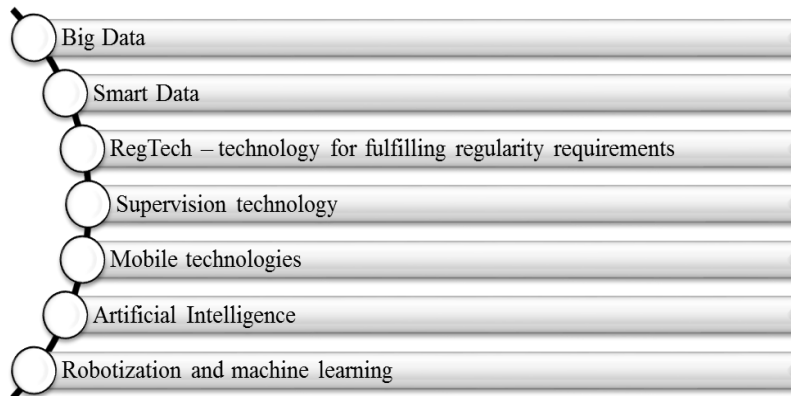 Big Data
Smart Data
RegTech – technology for fulfilling regularity requirements
Supervision technology
Mobile technologies
Artificial Intelligence
Robotization and machine learning